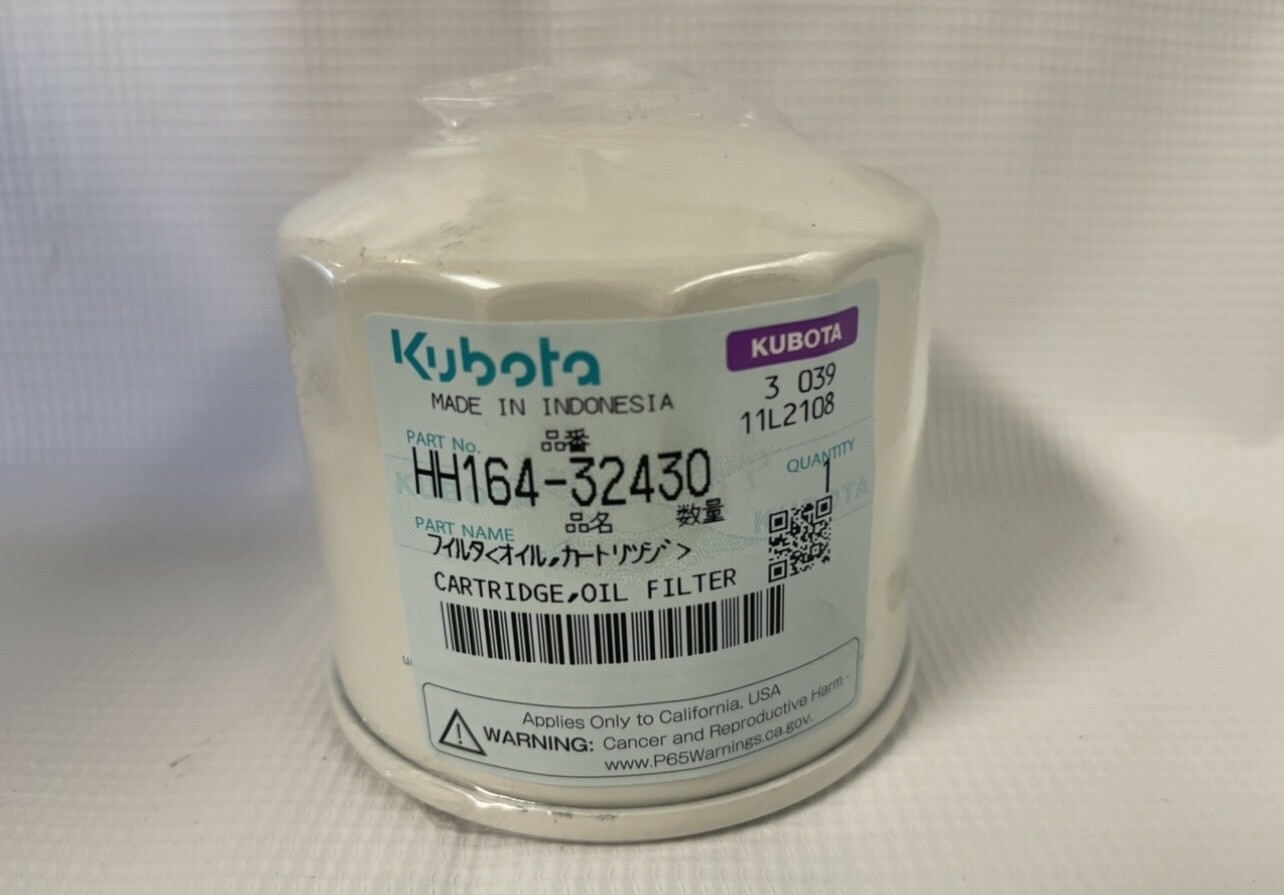 Kubota
KUBOTA
MADE IN INDONESIA
3 039
11L2108
PART No.
品番
QUANTITY
HH164-32430
1
PART NAME
品名
数量
フィルタ<オイル,カートリッジ>
CARTRIDGE,OIL FILTER
Applies Only to California, USA
WARNING: Cancer and Reproductive Harm -
www.P65Warnings.ca.gov.